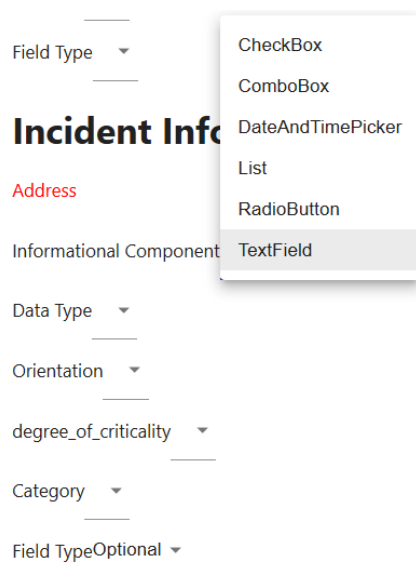 Field Type
CheckBox
ComboBox
Incident Info
DateAndTimePicker
List
Address
RadioButton
Informational Component
TextField
Data Type
Orientation
degree_of_criticality
Category
Field TypeOptional